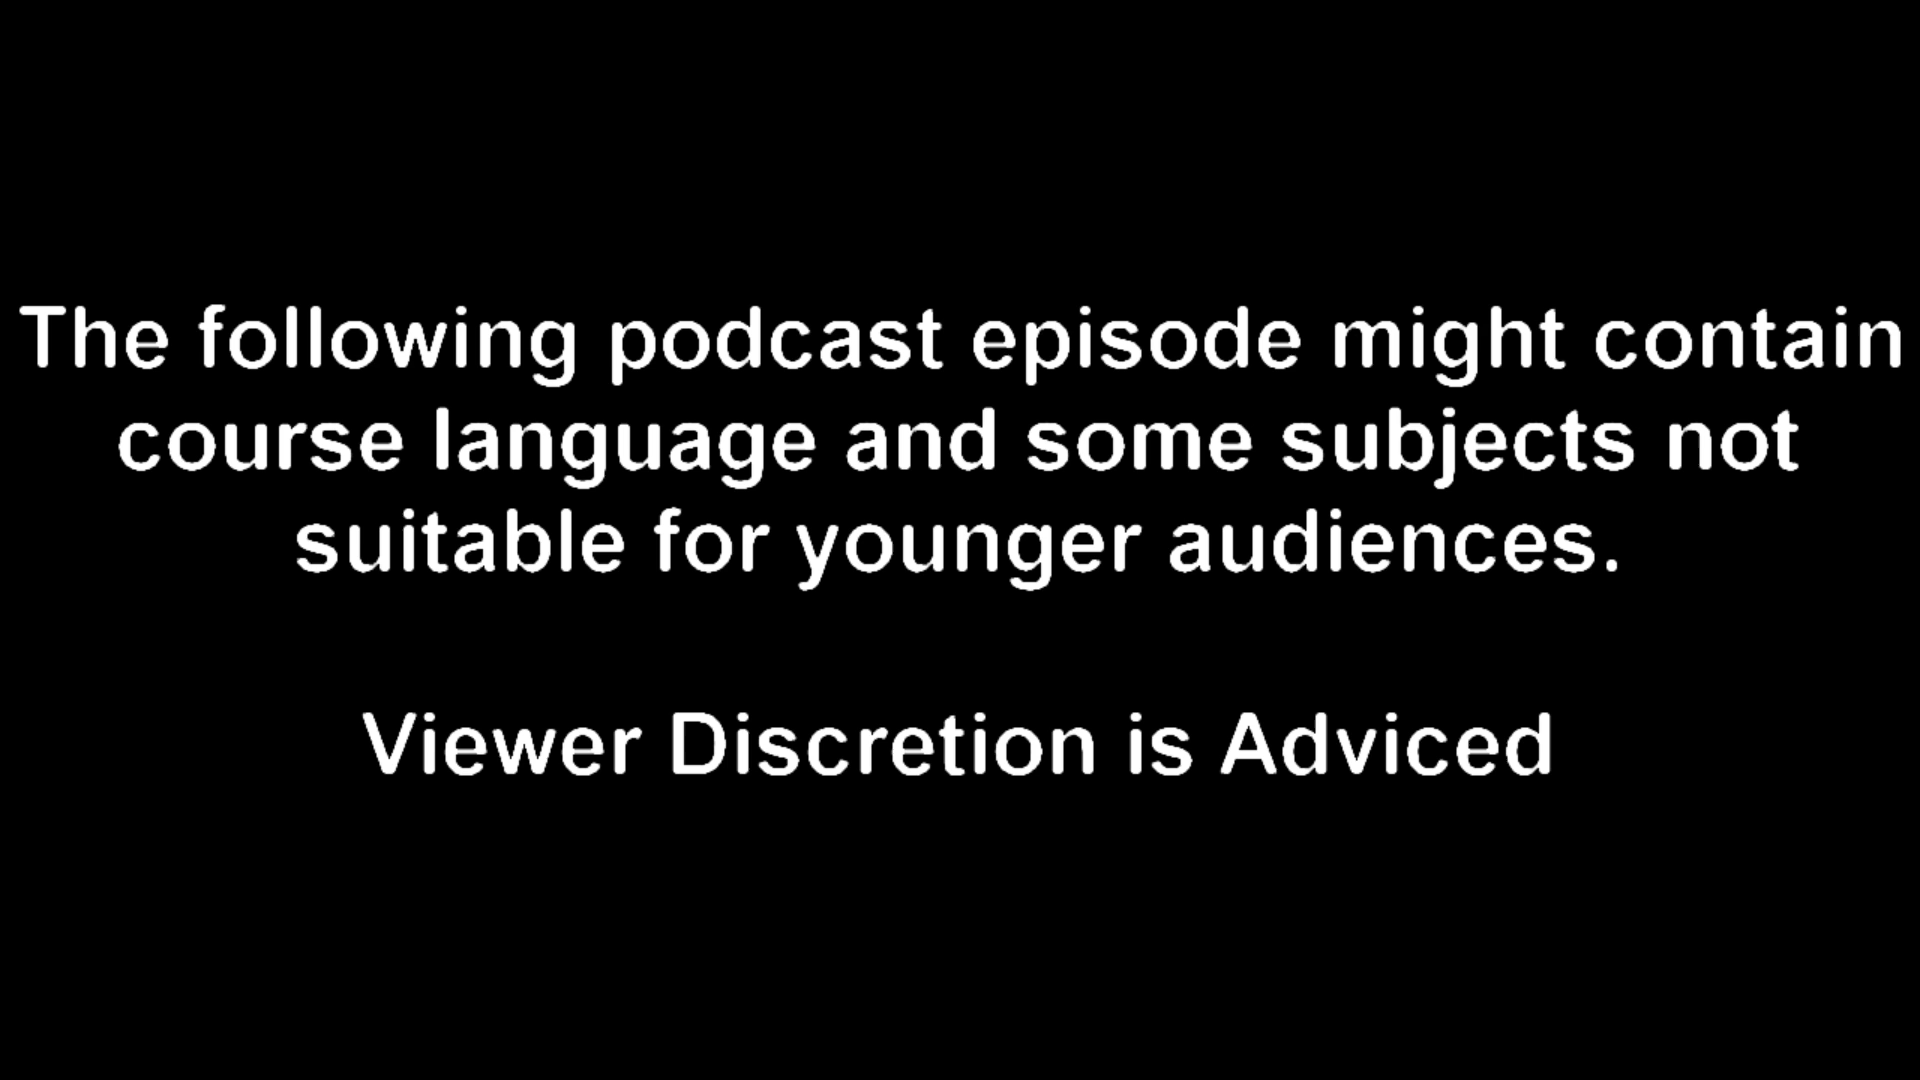 The following podcast episode might contain
course language and some subjects not
suitable for younger audiences.
Viewer Discretion is Adviced